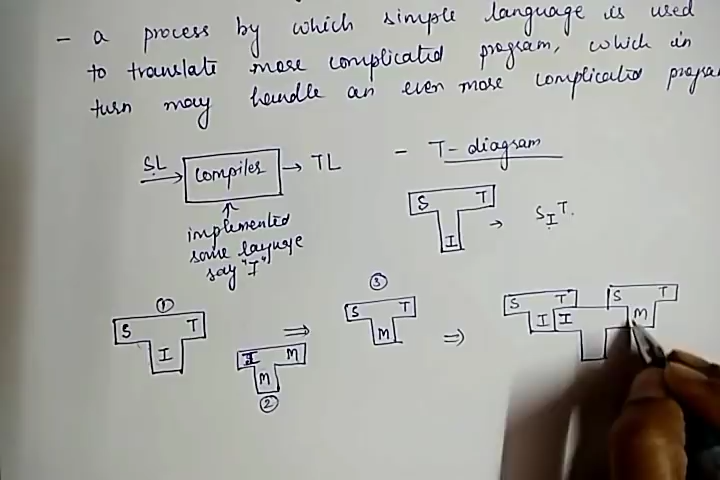 - a process by which simple language is used
to translate more complicated program, which in
turn may handle an even more complicated progra
SL → compiler → TL
- T-diagram
implemented
some language
say "I"
S T
I
→ S I T.
①
S T
I
I M
M
②
⇒
③
S T
M
⇒
S T
I
I
S T
M